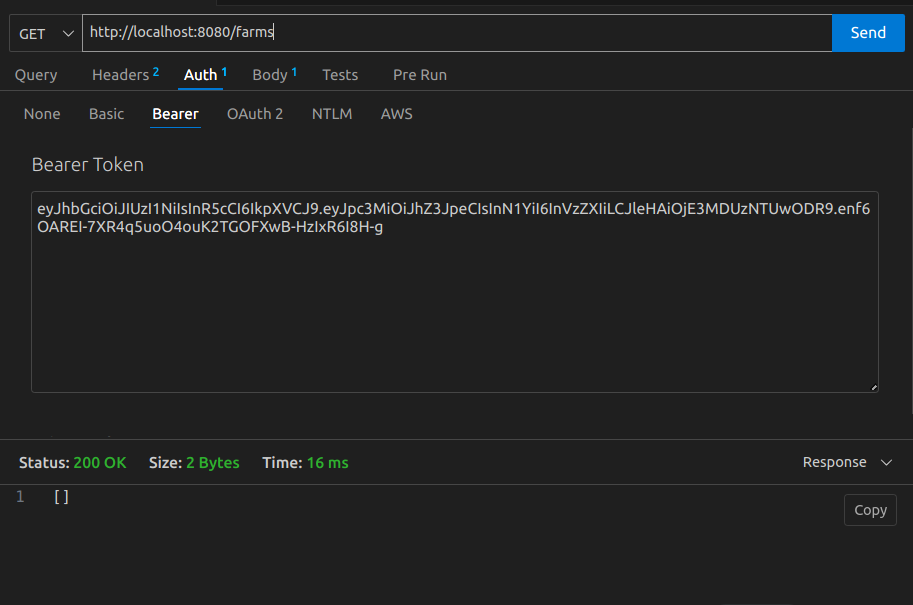 GET http://localhost:8080/farms Send
Query Headers 2 Auth 1 Body 1 Tests Pre Run
None Basic Bearer OAuth 2 NTLM AWS
Bearer Token
eyJhbGciOiJIUzI1NiIsInR5cCI6IkpXVCJ9.eyJpc3MiOiJhZ3JpeCIsInN1YiI6InVzZXIiLCJleHAiOjE3MDUzNTUwODR9.enf6
OAREI-7XR4q5uoO4ouK2TGOFXwB-HzIxR6I8H-g
Status: 200 OK Size: 2 Bytes Time: 16 ms Response
1 []
Copy